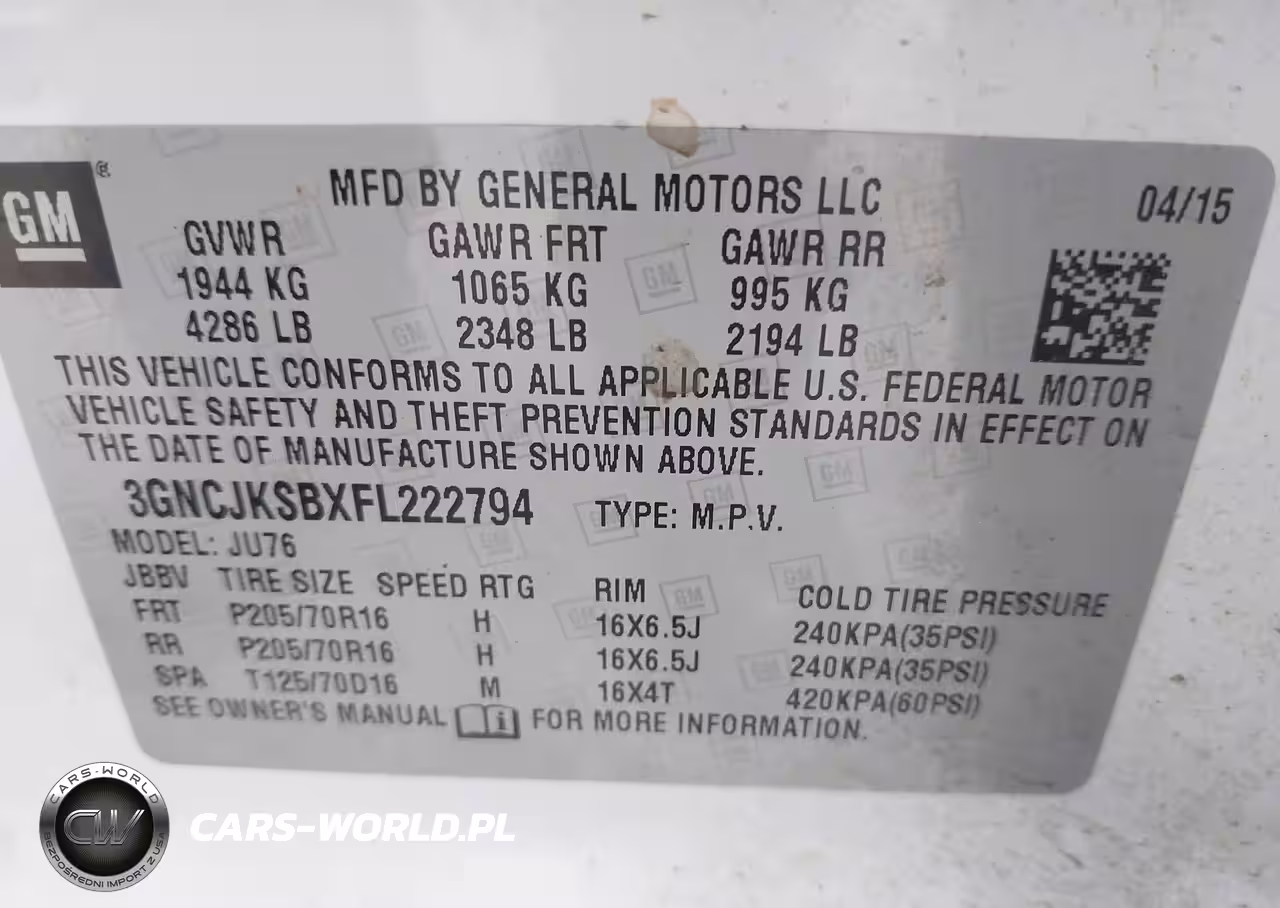 GM
MFD BY GENERAL MOTORS LLC 04/15
GVWR GAWR FRT GAWR RR
1944 KG 1065 KG 995 KG
4286 LB 2348 LB 2194 LB
THIS VEHICLE CONFORMS TO ALL APPLICABLE U.S. FEDERAL MOTOR
VEHICLE SAFETY AND THEFT PREVENTION STANDARDS IN EFFECT ON
THE DATE OF MANUFACTURE SHOWN ABOVE.
3GNCJKSBXFL222794 TYPE: M.P.V.
MODEL: JU76
JBBV TIRE SIZE SPEED RTG RIM COLD TIRE PRESSURE
FRT P205/70R16 H 16X6.5J 240KPA(35PSI)
RR P205/70R16 H 16X6.5J 240KPA(35PSI)
SPA T125/70D16 M 16X4T 420KPA(60PSI)
SEE OWNER'S MANUAL FOR MORE INFORMATION.
CARS-WORLD
CW
BEZPOŚREDNI IMPORT Z USA
CARS-WORLD.PL